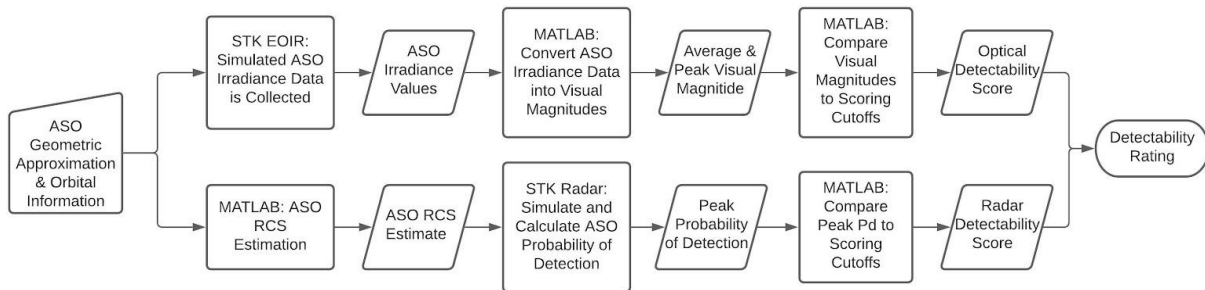 ASO
Geometric
Approximation
& Orbital
Information
STK EOIR:
Simulated ASO
Irradiance Data
is Collected
ASO
Irradiance
Values
MATLAB:
Convert ASO
Irradiance Data
into Visual
Magnitudes
Average &
Peak Visual
Magnitide
MATLAB:
Compare
Visual
Magnitudes
to Scoring
Cutoffs
Optical
Detectability
Score
MATLAB: ASO
RCS
Estimation
ASO RCS
Estimate
STK Radar:
Simulate and
Calculate ASO
Probability of
Detection
Peak
Probability
of Detection
MATLAB:
Compare
Peak Pd to
Scoring
Cutoffs
Radar
Detectability
Score
Detectability
Rating